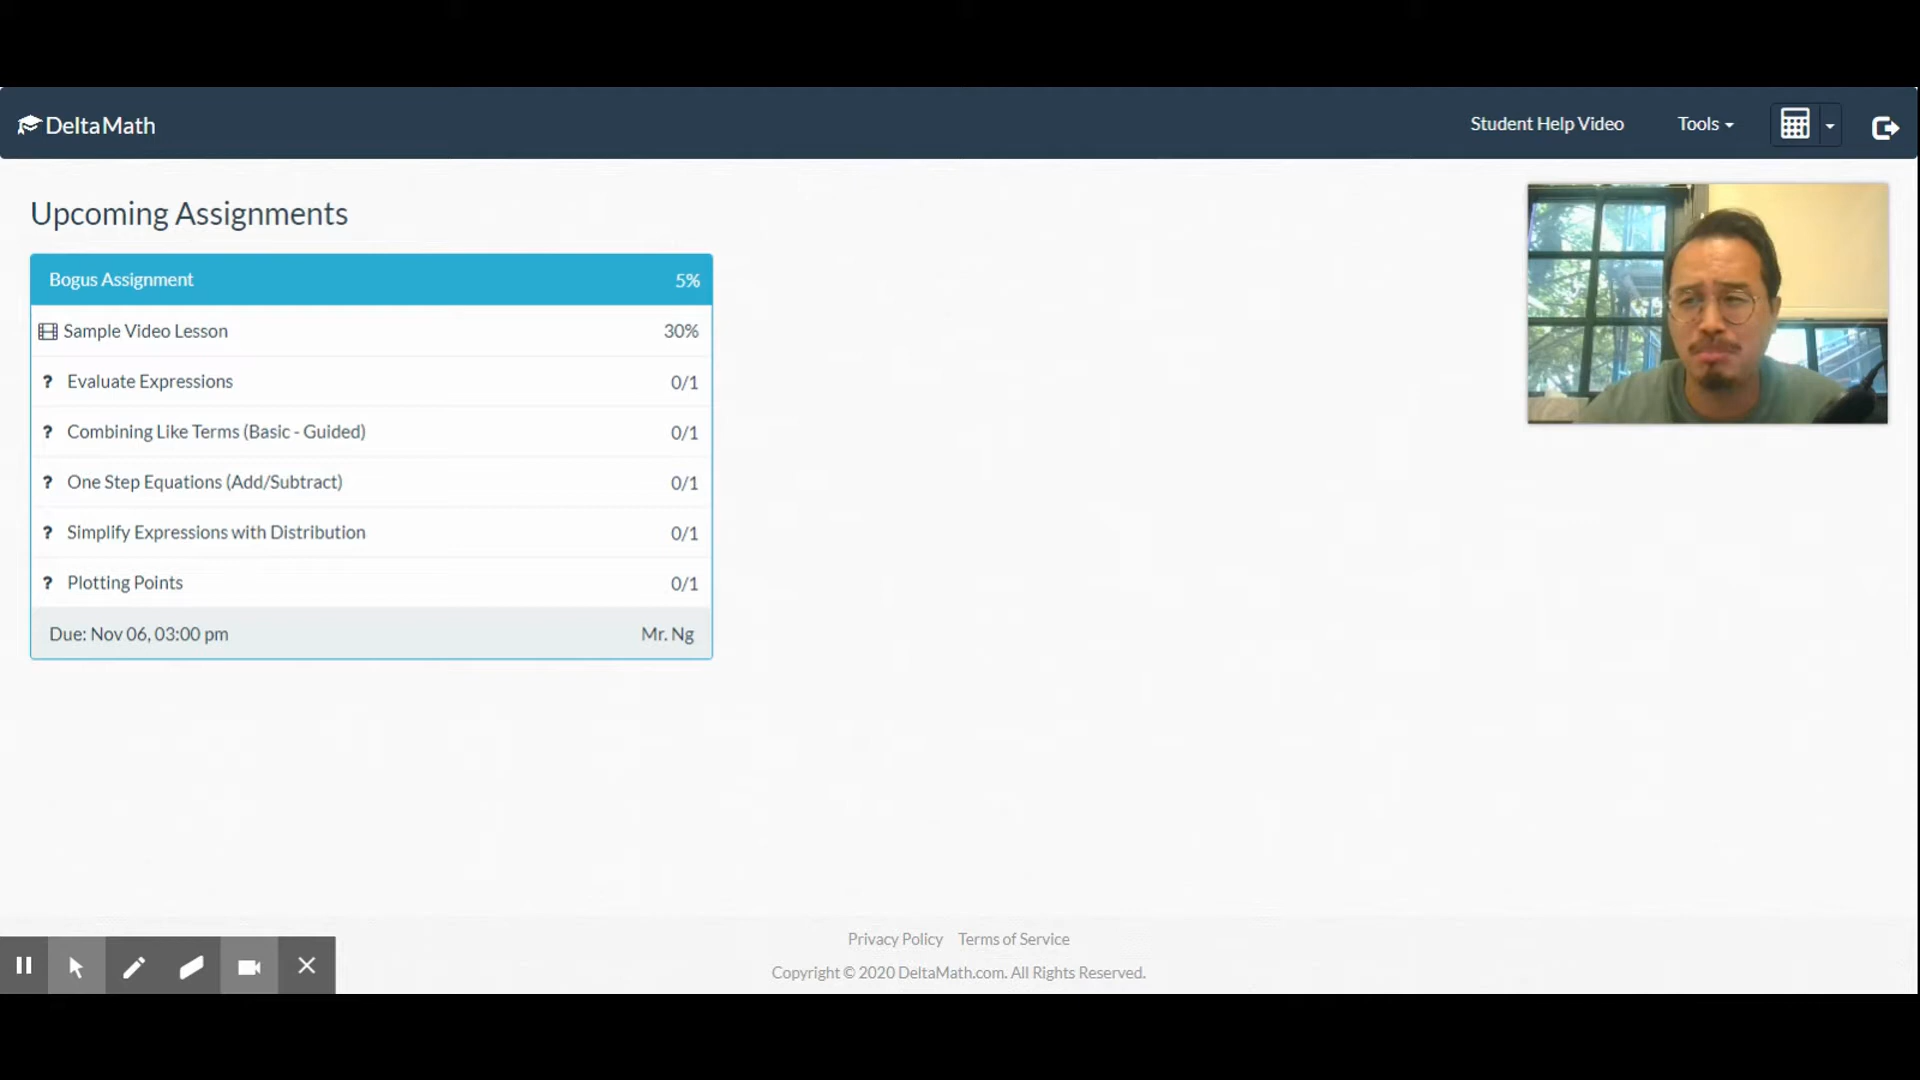 DeltaMath
Student Help Video
Tools
Upcoming Assignments
Bogus Assignment 5%
Sample Video Lesson 30%
? Evaluate Expressions 0/1
? Combining Like Terms (Basic - Guided) 0/1
? One Step Equations (Add/Subtract) 0/1
? Simplify Expressions with Distribution 0/1
? Plotting Points 0/1
Due: Nov 06, 03:00 pm Mr. Ng
Privacy Policy Terms of Service
Copyright © 2020 DeltaMath.com. All Rights Reserved.